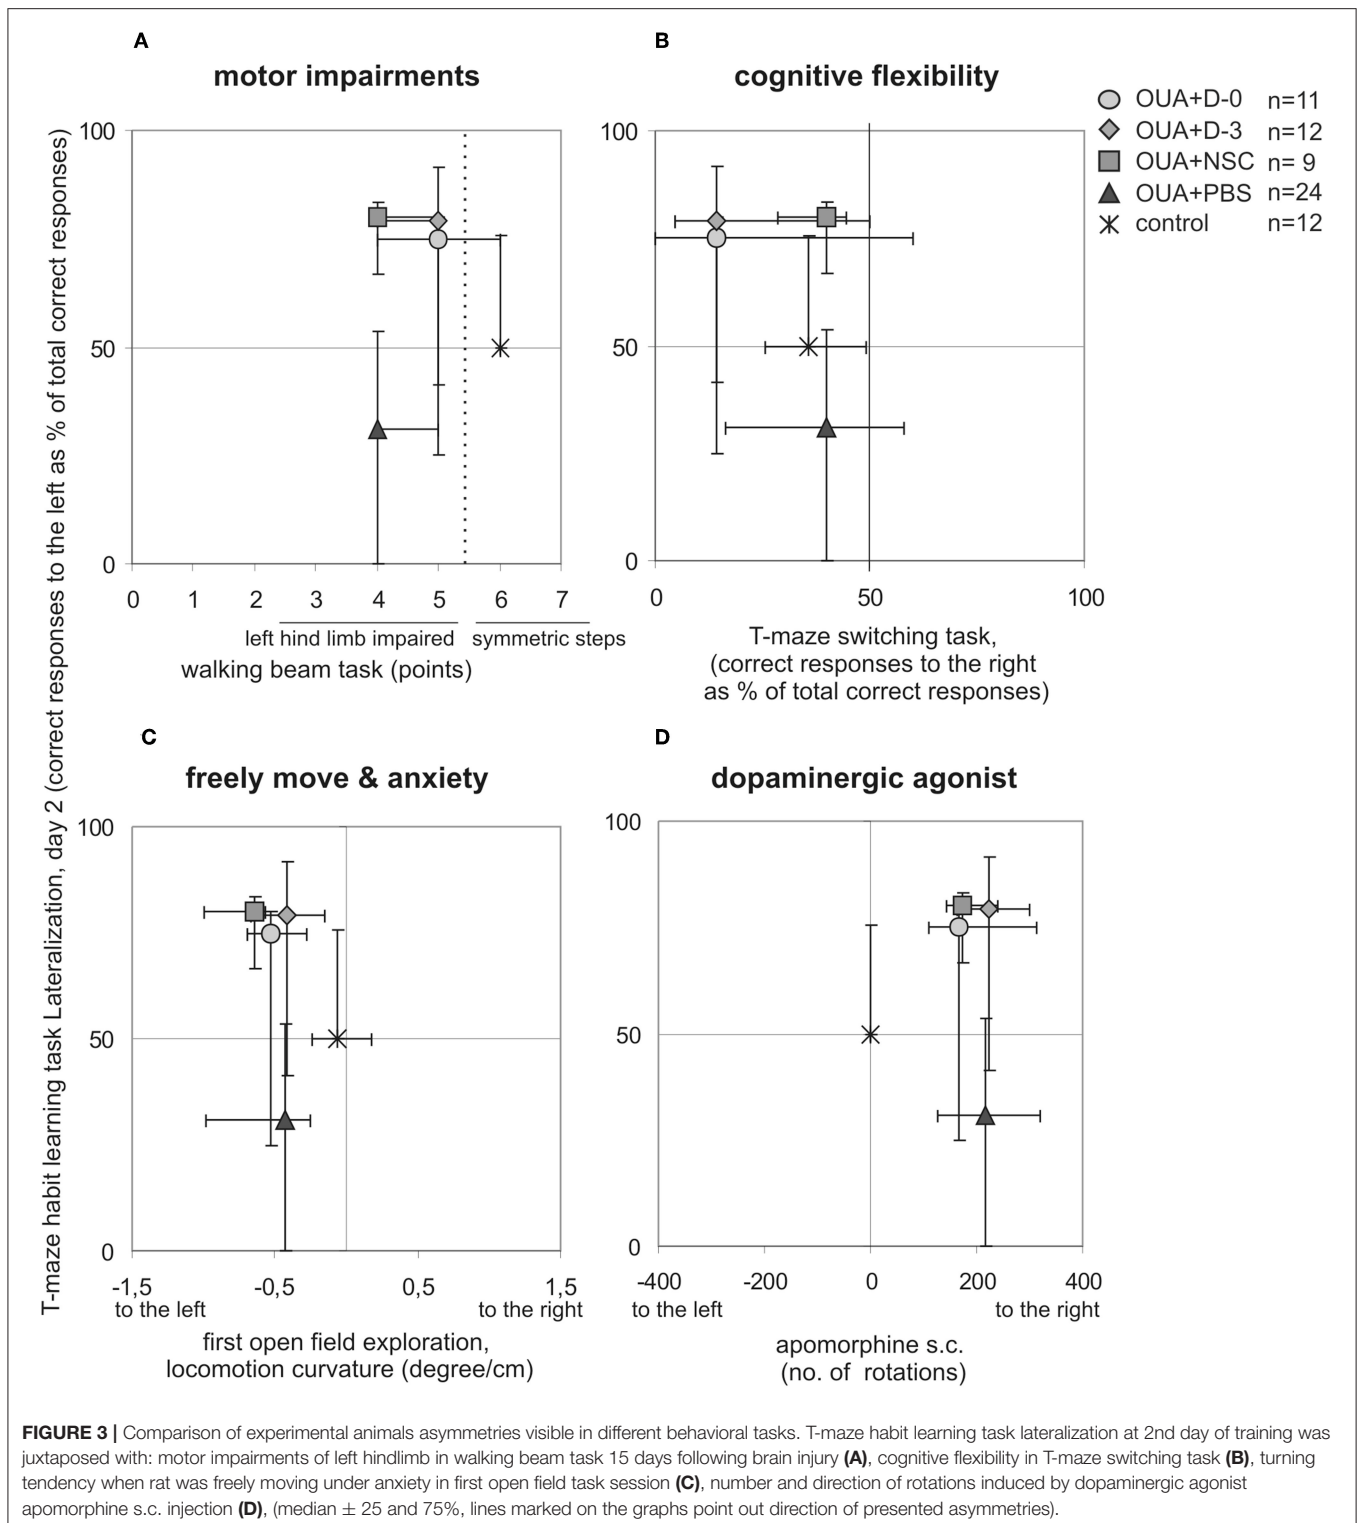 A
motor impairments
B
cognitive flexibility
OUA+D-0 n=11
OUA+D-3 n=12
OUA+NSC n= 9
OUA+PBS n=24
control n=12
T-maze habit learning task Lateralization, day 2 (correct responses to the left as % of total correct responses)
100
50
0
0 1 2 3 4 5 6 7
left hind limb impaired symmetric steps
walking beam task (points)
100
50
0
0 50 100
T-maze switching task,
(correct responses to the right
as % of total correct responses)
C
freely move & anxiety
100
50
0
-1,5 -0,5 0,5 1,5
to the left to the right
first open field exploration,
locomotion curvature (degree/cm)
D
dopaminergic agonist
100
50
0
-400 -200 0 200 400
to the left to the right
apomorphine s.c.
(no. of rotations)
FIGURE 3 | Comparison of experimental animals asymmetries visible in different behavioral tasks. T-maze habit learning task lateralization at 2nd day of training was
juxtaposed with: motor impairments of left hindlimb in walking beam task 15 days following brain injury (A), cognitive flexibility in T-maze switching task (B), turning
tendency when rat was freely moving under anxiety in first open field task session (C), number and direction of rotations induced by dopaminergic agonist
apomorphine s.c. injection (D), (median ± 25 and 75%, lines marked on the graphs point out direction of presented asymmetries).